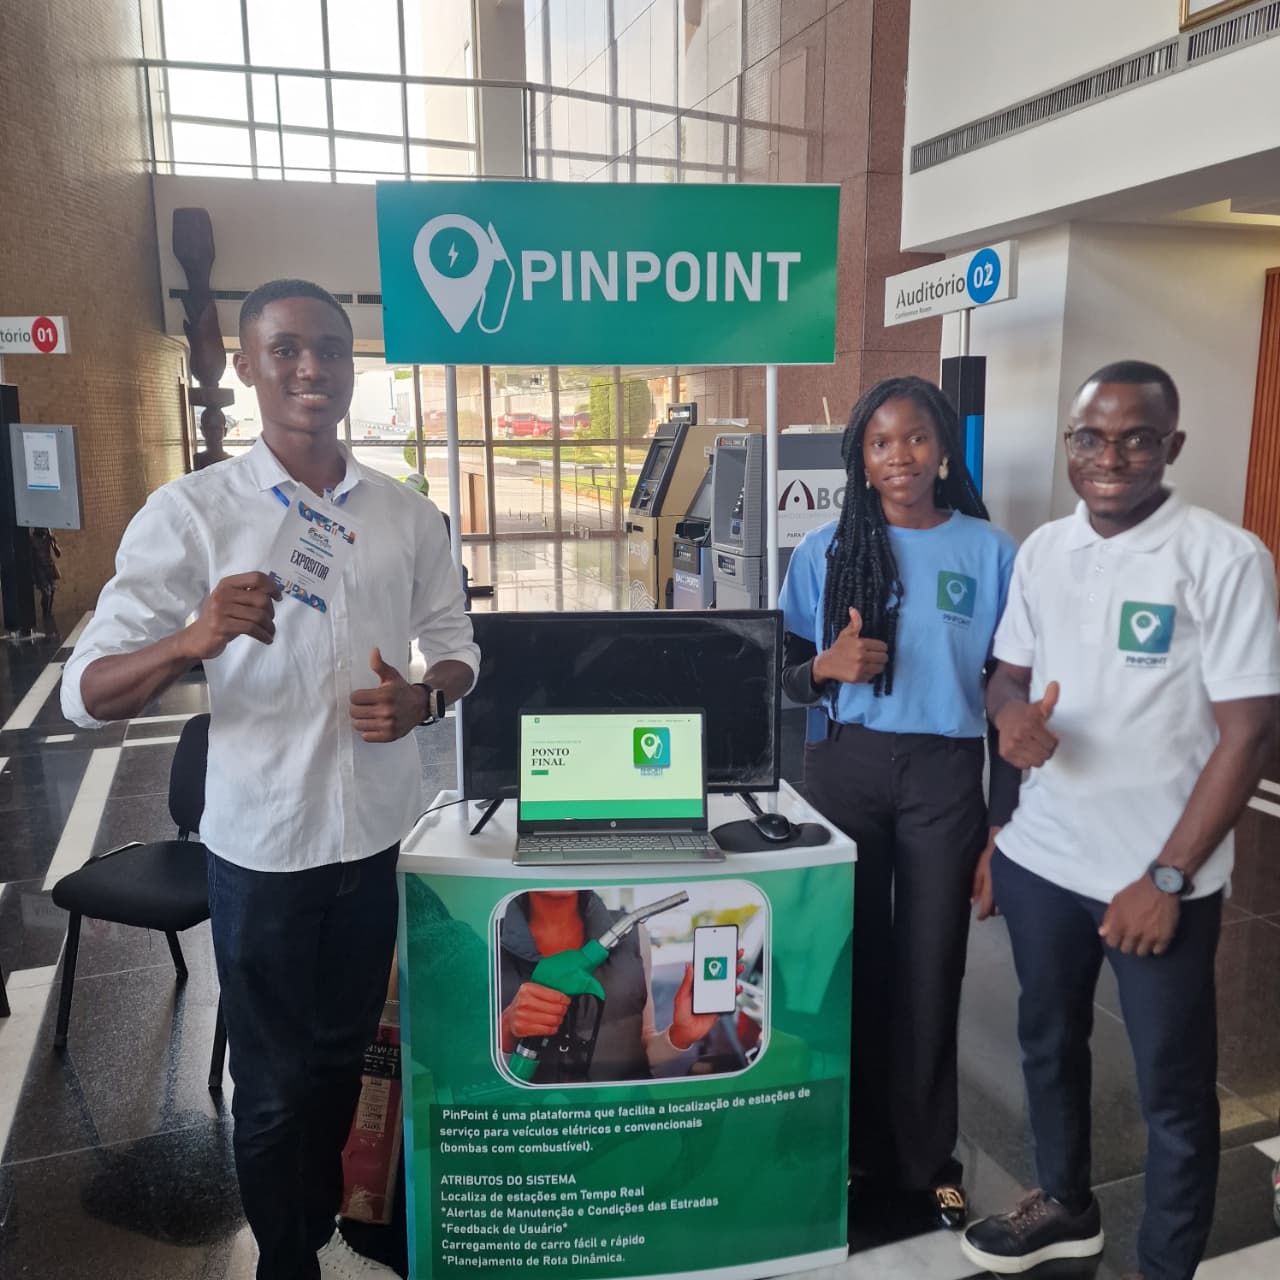 PINPOINT
Auditório 02
Conference Room
tório 01
EXPOSITOR
PINPOINT
PINPOINT
PONTO
FINAL
PinPoint é uma plataforma que facilita a localização de estações de
serviço para veículos elétricos e convencionais
(bombas com combustível).
ATRIBUTOS DO SISTEMA
Localiza de estações em Tempo Real
*Alertas de Manutenção e Condições das Estradas
*Feedback de Usuário*
Carregamento de carro fácil e rápido
*Planejamento de Rota Dinâmica.